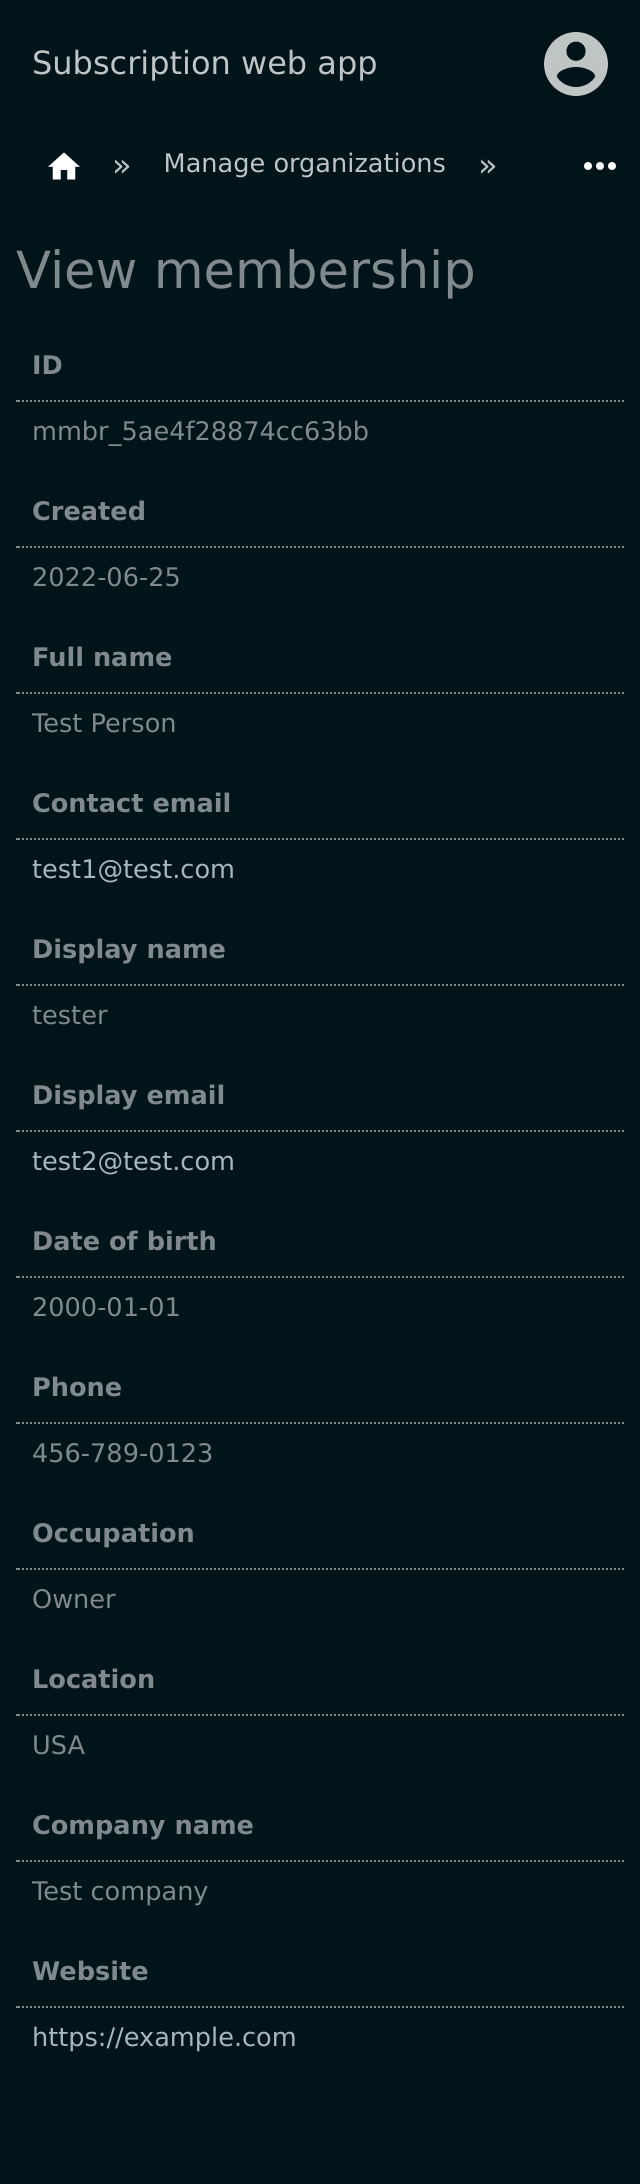 Subscription web app
» Manage organizations »
View membership
ID
mmbr_5ae4f28874cc63bb
Created
2022-06-25
Full name
Test Person
Contact email
test1@test.com
Display name
tester
Display email
test2@test.com
Date of birth
2000-01-01
Phone
456-789-0123
Occupation
Owner
Location
USA
Company name
Test company
Website
https://example.com